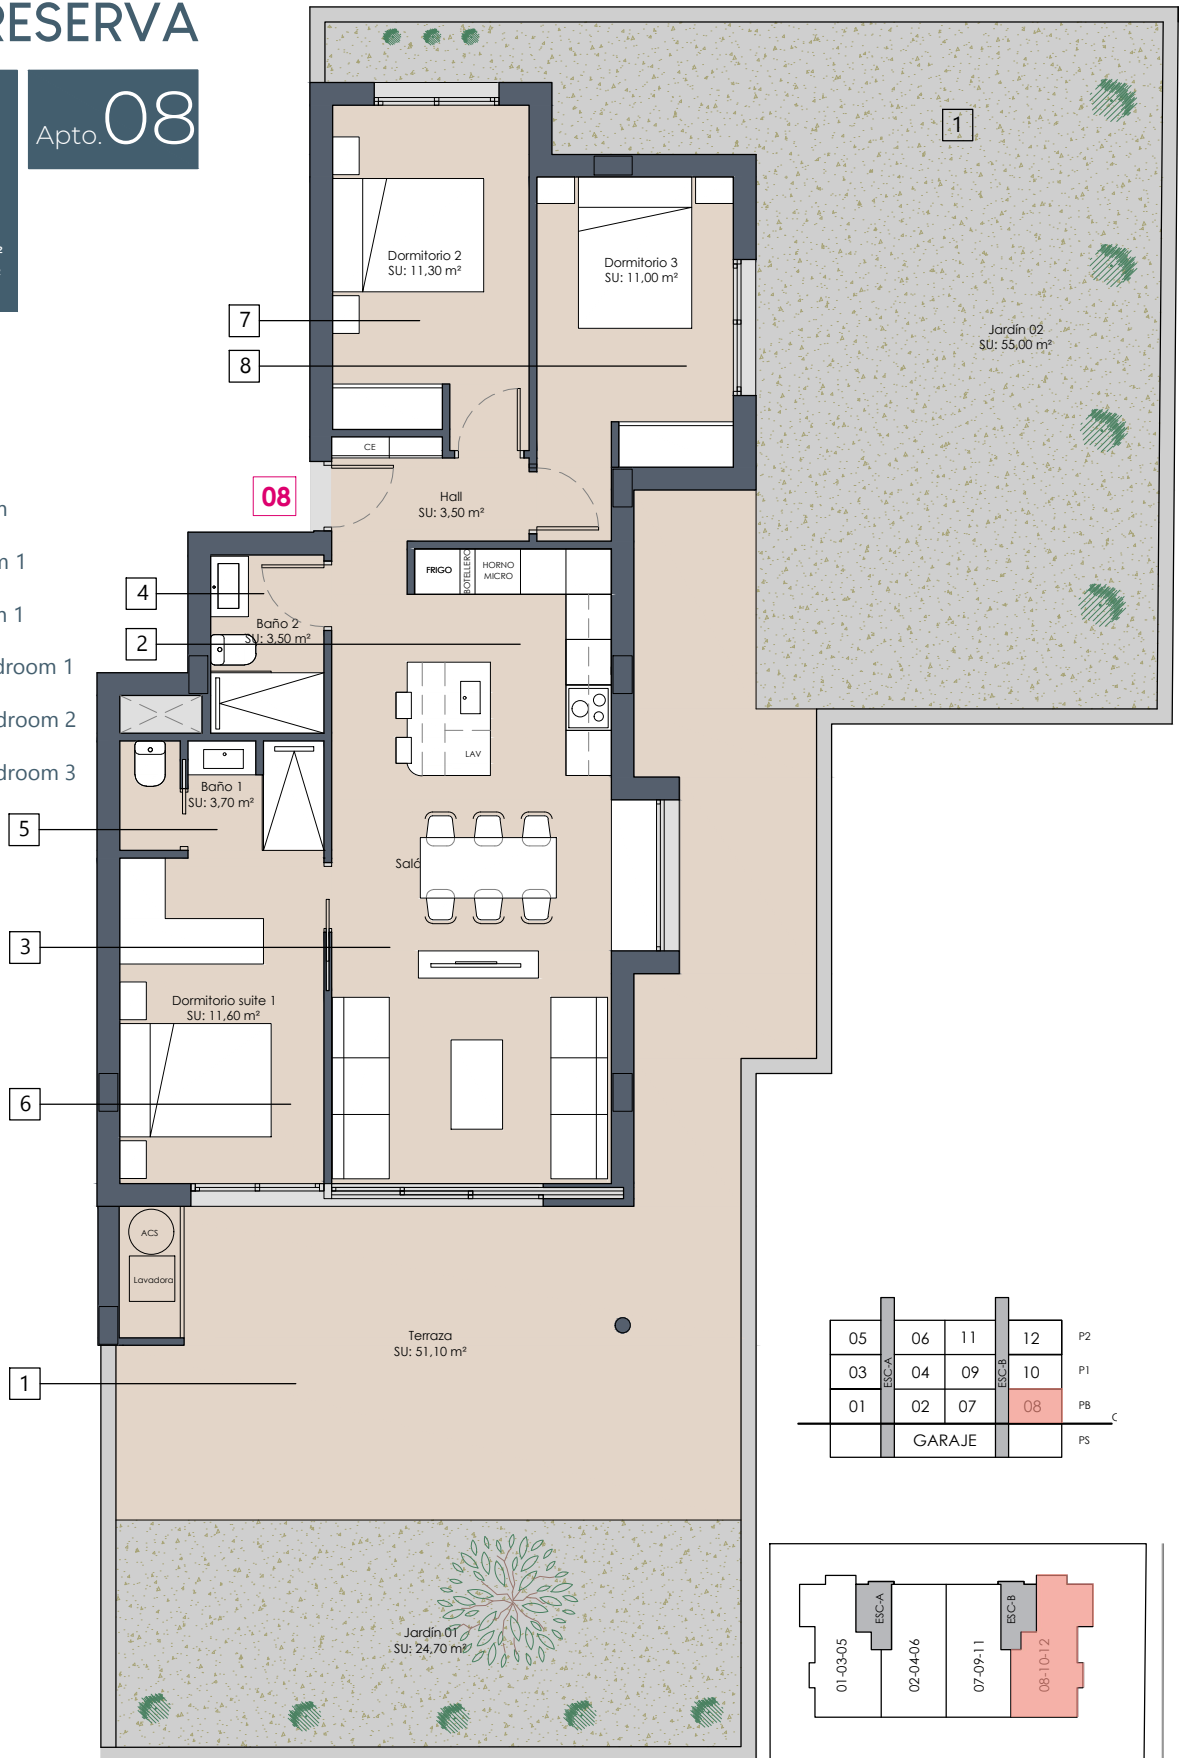 RESERVA
Apto. 08
1
Dormitorio 2
SU: 11,30 m²
Dormitorio 3
SU: 11,00 m²
7
8
Jardín 02
SU: 55,00 m²
CE
08
Hall
SU: 3,50 m²
FRIGO
BOTELLERO
HORNO
MICRO
4
Baño 2
SU: 3,50 m²
2
m 1
m 1
droom 1
droom 2
droom 3
LAV
Baño 1
SU: 3,70 m²
5
Saló
3
Dormitorio suite 1
SU: 11,60 m²
6
ACS
Lavadora
Terraza
SU: 51,10 m²
1
05 06 11 12 P2
03 04 09 10 P1
01 02 07 08 PB
GARAJE PS
ESC-A
ESC-B
Jardín 01
SU: 24,70 m²
ESC-A
ESC-B
01-03-05
02-04-06
07-09-11
08-10-12